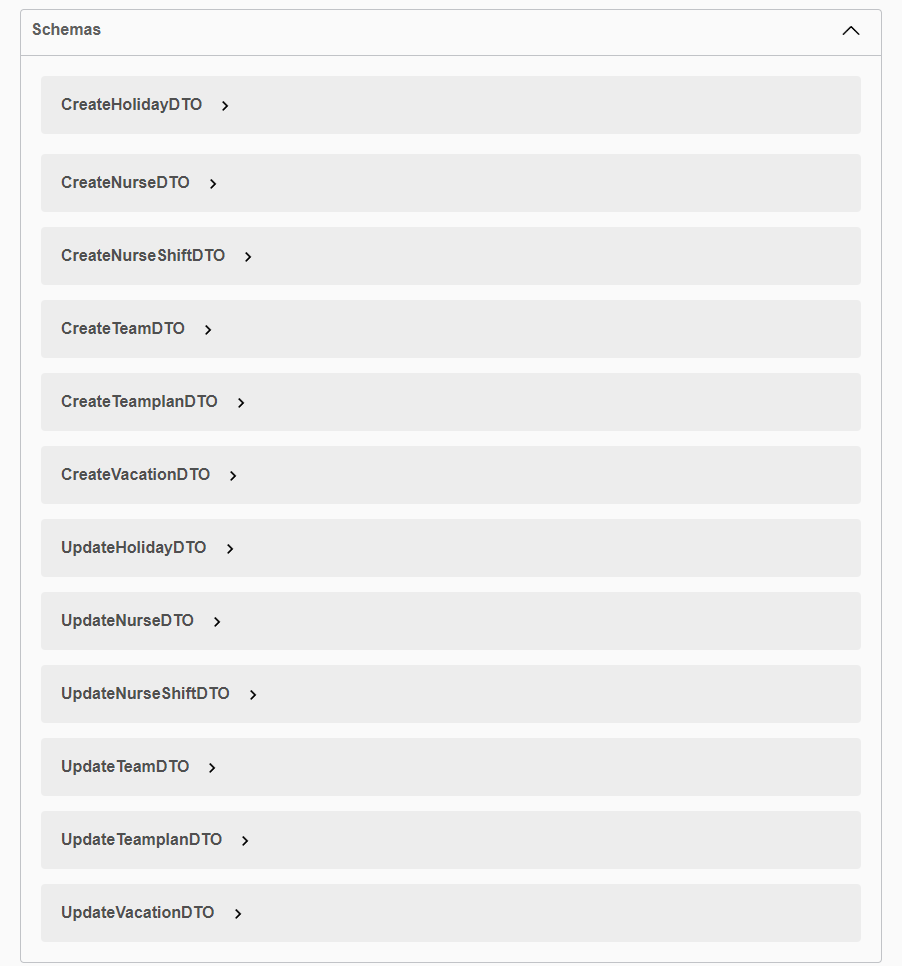 Schemas
CreateHolidayDTO
CreateNurseDTO
CreateNurseShiftDTO
CreateTeamDTO
CreateTeamplanDTO
CreateVacationDTO
UpdateHolidayDTO
UpdateNurseDTO
UpdateNurseShiftDTO
UpdateTeamDTO
UpdateTeamplanDTO
UpdateVacationDTO